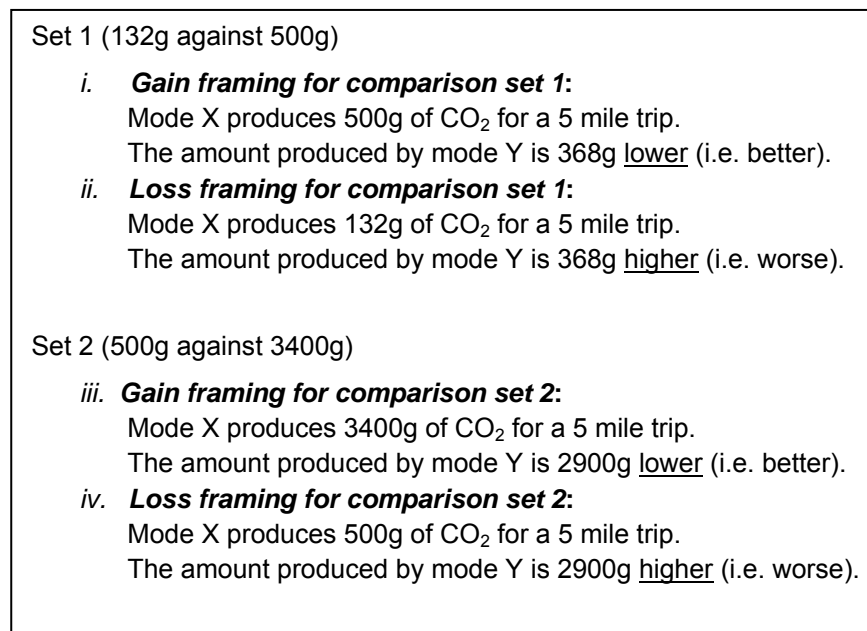 Set 1 (132g against 500g)
i. Gain framing for comparison set 1:
Mode X produces 500g of CO₂ for a 5 mile trip.
The amount produced by mode Y is 368g lower (i.e. better).
ii. Loss framing for comparison set 1:
Mode X produces 132g of CO₂ for a 5 mile trip.
The amount produced by mode Y is 368g higher (i.e. worse).
Set 2 (500g against 3400g)
iii. Gain framing for comparison set 2:
Mode X produces 3400g of CO₂ for a 5 mile trip.
The amount produced by mode Y is 2900g lower (i.e. better).
iv. Loss framing for comparison set 2:
Mode X produces 500g of CO₂ for a 5 mile trip.
The amount produced by mode Y is 2900g higher (i.e. worse).